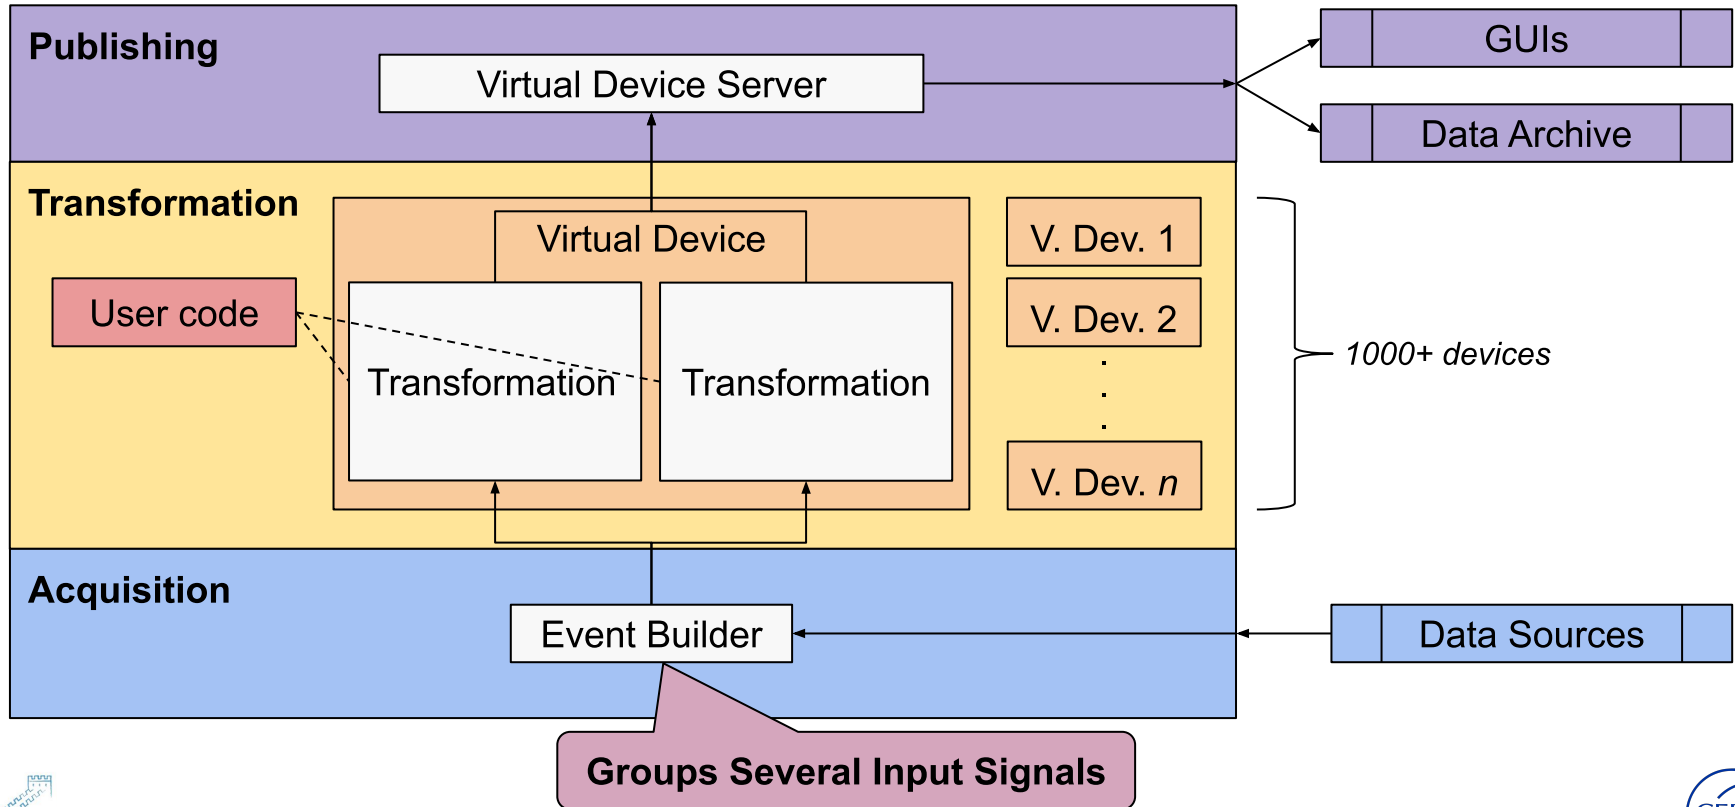 Publishing
Virtual Device Server
GUIs
Data Archive
Transformation
Virtual Device
User code
Transformation
Transformation
V. Dev. 1
V. Dev. 2
.
.
.
V. Dev. n
1000+ devices
Acquisition
Event Builder
Data Sources
Groups Several Input Signals